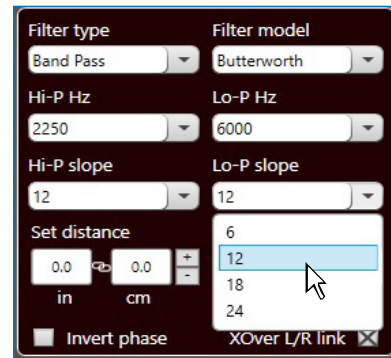 Filter type Filter model
Band Pass Butterworth
Hi-P Hz Lo-P Hz
2250 6000
Hi-P slope Lo-P slope
12 12
Set distance 6
12
0.0 0.0 + -
18
in cm 24
Invert phase XOver L/R link